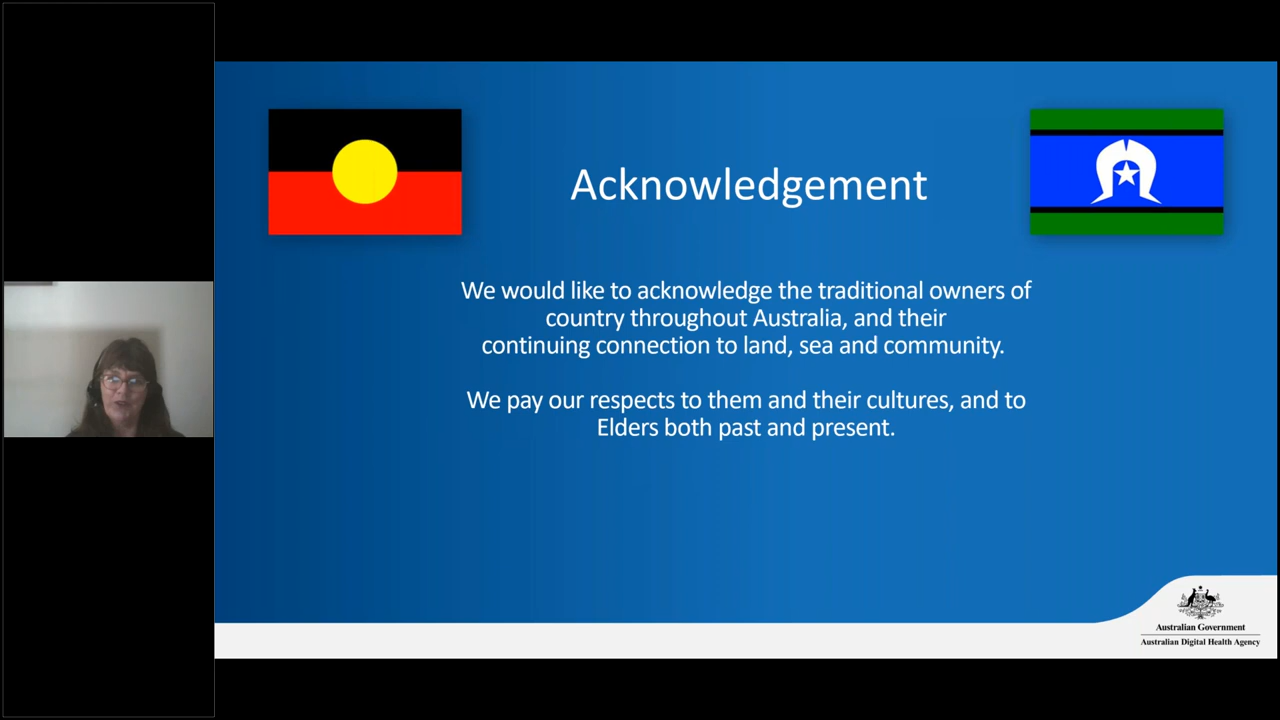 Acknowledgement
We would like to acknowledge the traditional owners of
country throughout Australia, and their
continuing connection to land, sea and community.
We pay our respects to them and their cultures, and to
Elders both past and present.
Australian Government
Australian Digital Health Agency